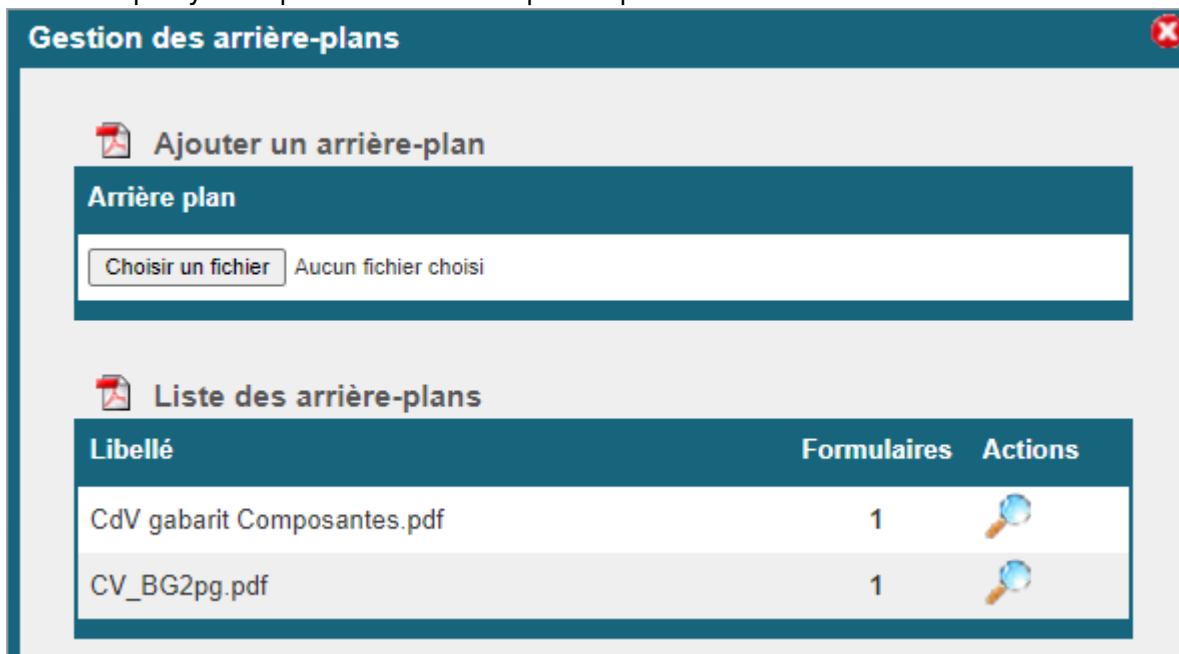 Gestion des arrière-plans
Ajouter un arrière-plan
Arrière plan
Choisir un fichier Aucun fichier choisi
Liste des arrière-plans
Libellé Formulaires Actions
CdV gabarit Composantes.pdf 1
CV_BG2pg.pdf 1